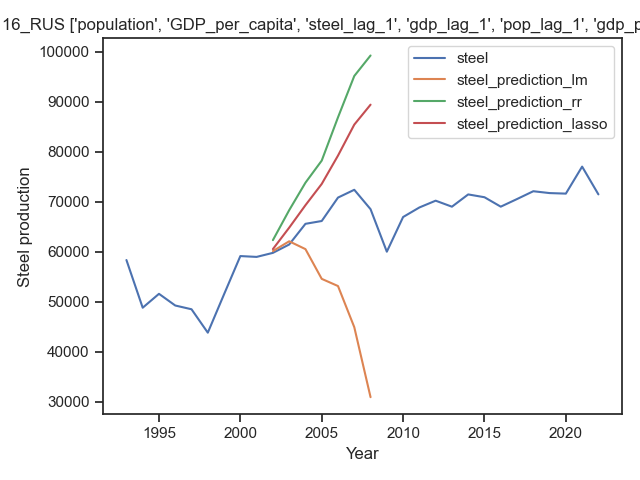 16_RUS ['population', 'GDP_per_capita', 'steel_lag_1', 'gdp_lag_1', 'pop_lag_1', 'gdp_p
100000
90000
80000
70000
60000
50000
40000
30000
Steel production
steel
steel_prediction_lm
steel_prediction_rr
steel_prediction_lasso
1995 2000 2005 2010 2015 2020
Year